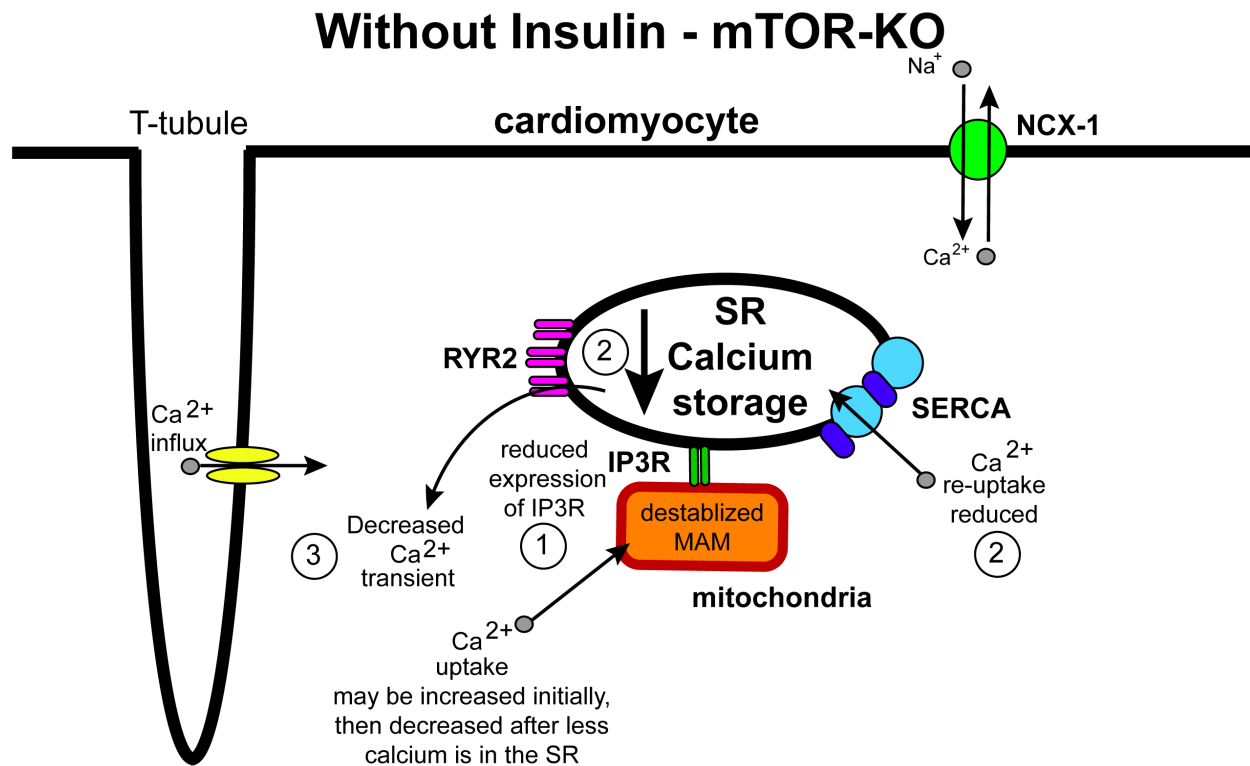 Without Insulin - mTOR-KO
Na+
T-tubule
cardiomyocyte
NCX-1
Ca2+
SR
Calcium
storage
2
RYR2
SERCA
Ca2+
influx
IP3R
reduced
expression
of IP3R
1
destablized
MAM
mitochondria
Ca2+
re-uptake
reduced
2
3
Decreased
Ca2+
transient
Ca2+
uptake
may be increased initially,
then decreased after less
calcium is in the SR